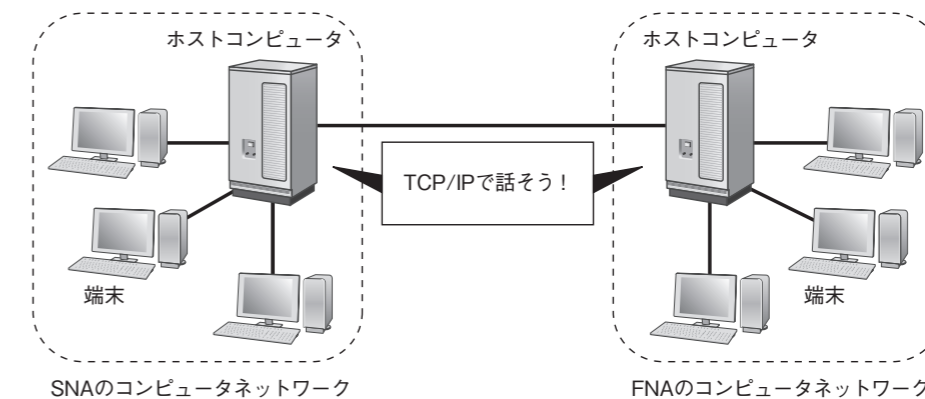 ホストコンピュータ
ホストコンピュータ
TCP/IPで話そう！
端末
端末
SNAのコンピュータネットワーク
FNAのコンピュータネットワーク